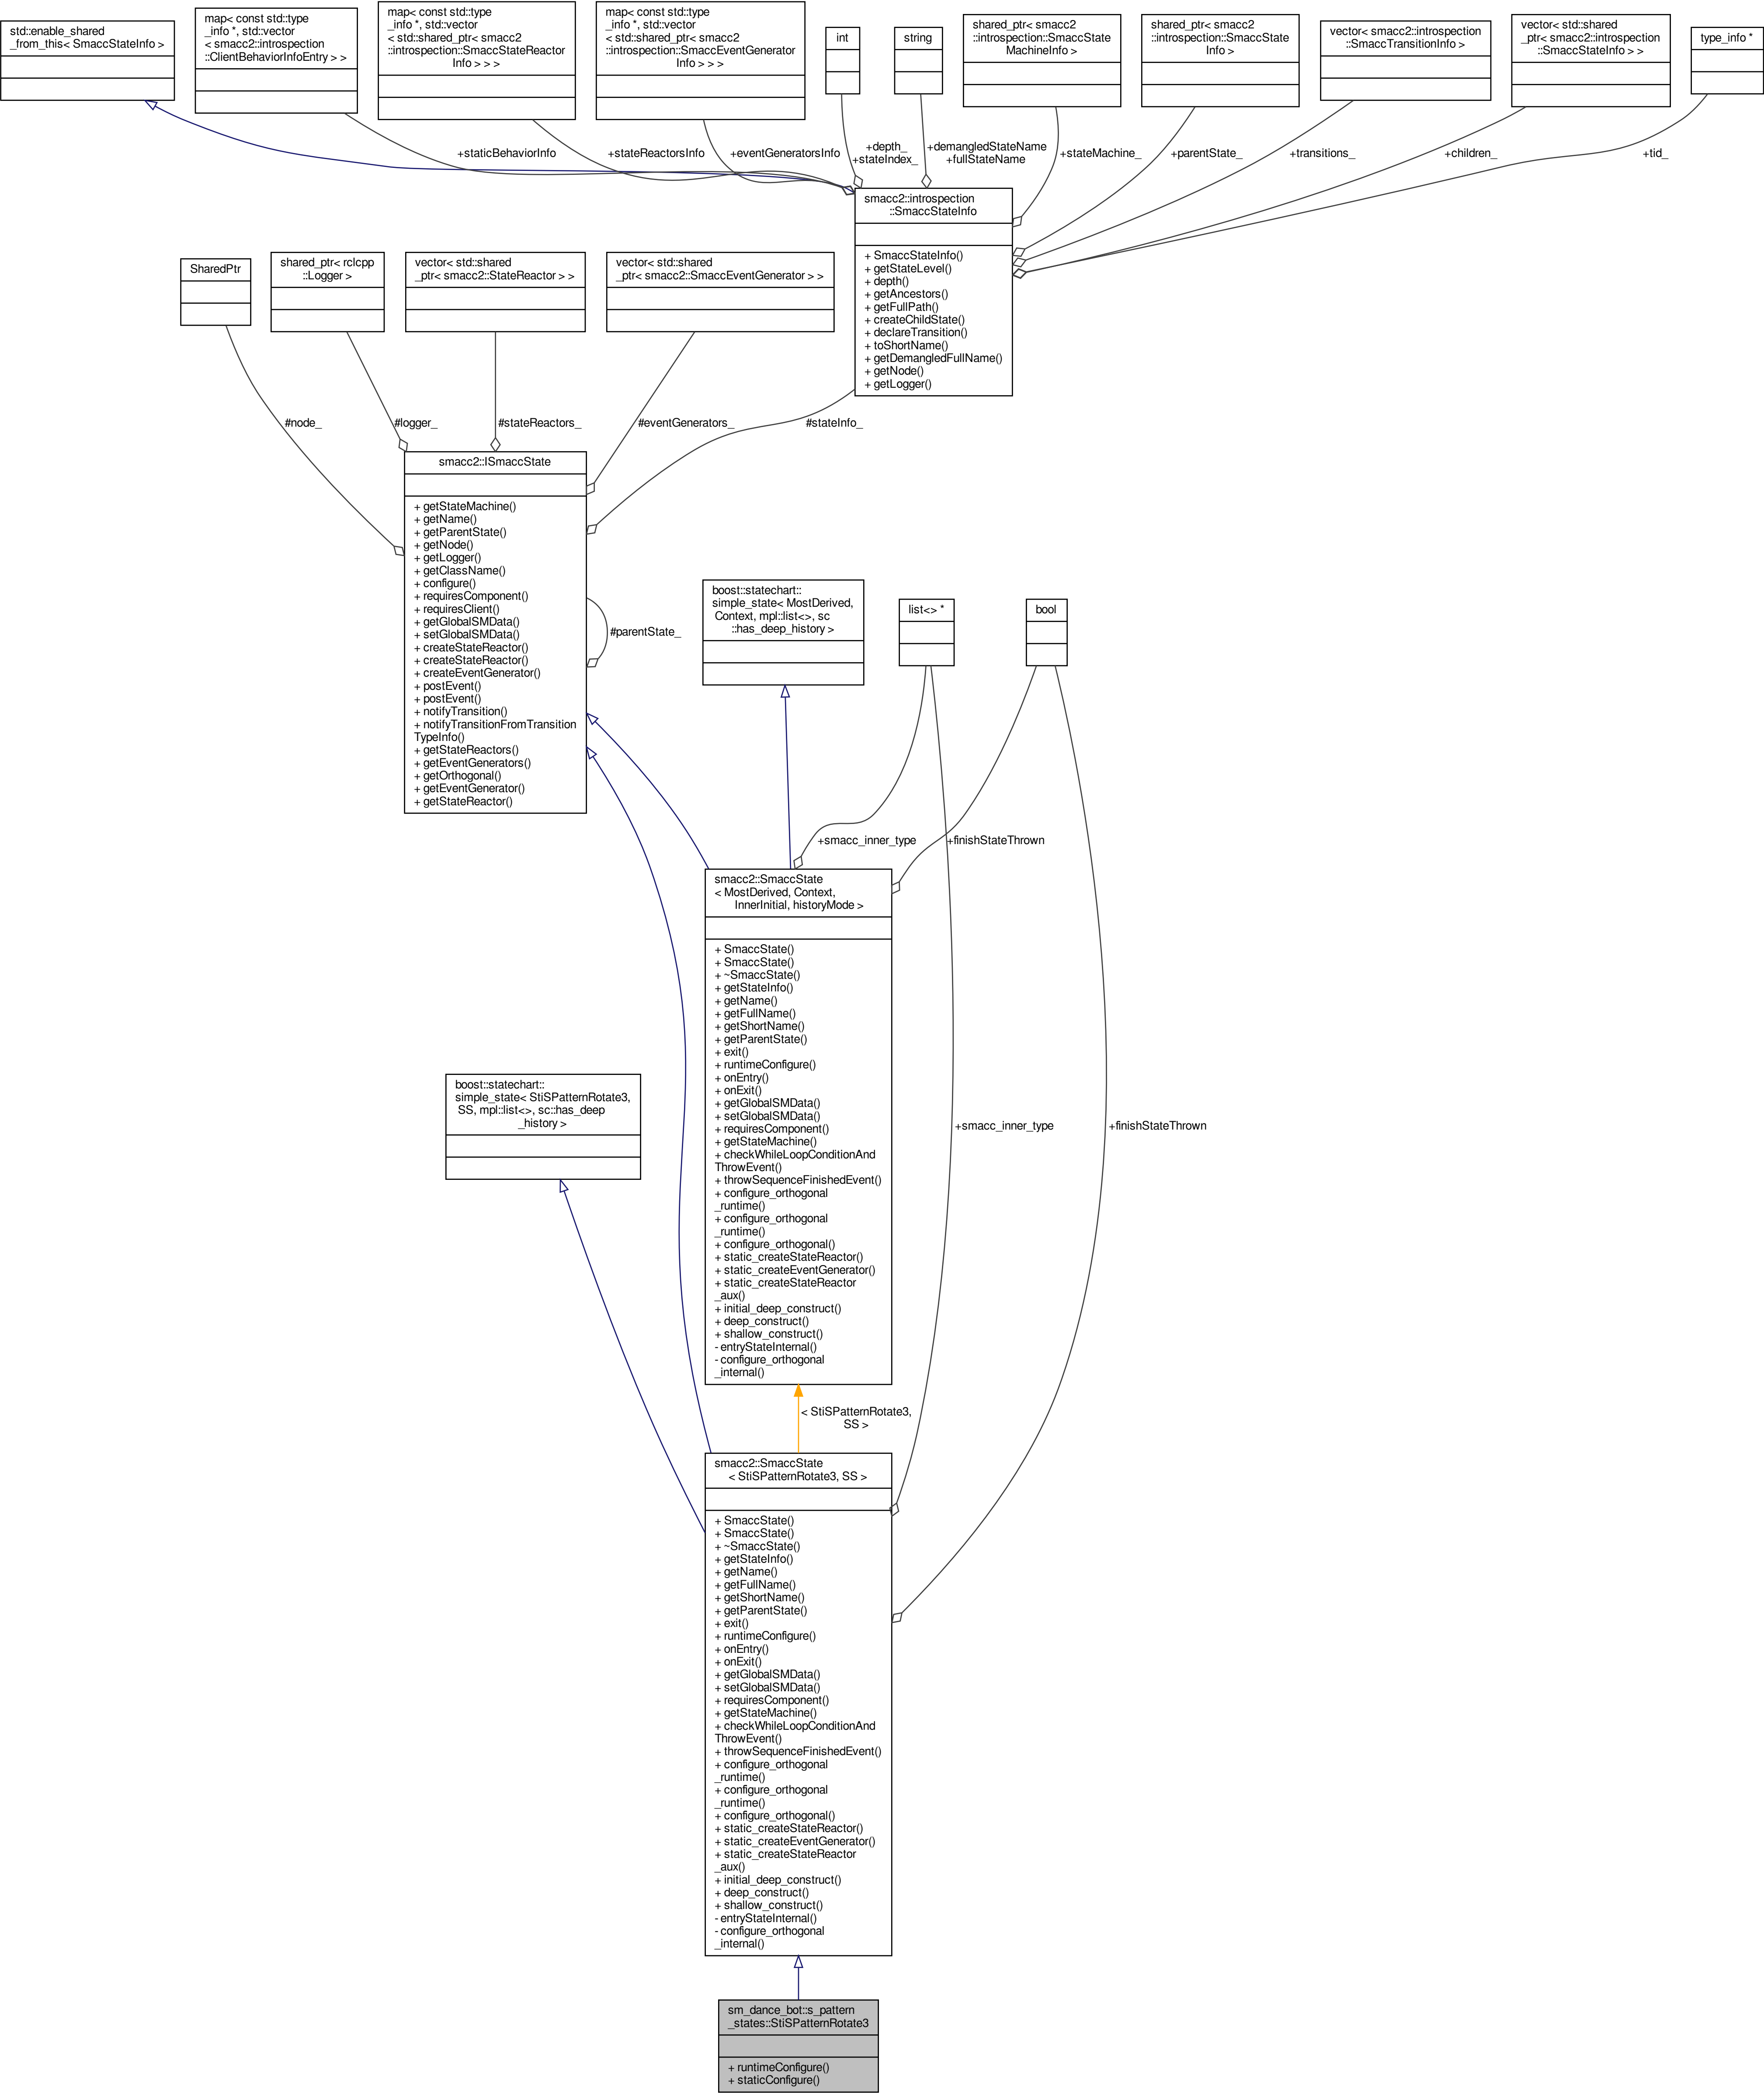 std::enable_shared
_from_this< SmaccStateInfo >
map< const std::type
_info *, std::vector
< smacc2::introspection
::ClientBehaviorInfoEntry > >
map< const std::type
_info *, std::vector
< std::shared_ptr< smacc2
::introspection::SmaccStateReactor
Info > > >
map< const std::type
_info *, std::vector
< std::shared_ptr< smacc2
::introspection::SmaccEventGenerator
Info > > >
int
string
shared_ptr< smacc2
::introspection::SmaccState
MachineInfo >
shared_ptr< smacc2
::introspection::SmaccState
Info >
vector< smacc2::introspection
::SmaccTransitionInfo >
vector< std::shared
_ptr< smacc2::introspection
::SmaccStateInfo > >
type_info *
+staticBehaviorInfo
+stateReactorsInfo
+eventGeneratorsInfo
+depth_
+stateIndex_
+demangledStateName
+fullStateName
+stateMachine_
+parentState_
+transitions_
+children_
+tid_
smacc2::introspection
::SmaccStateInfo
+ SmaccStateInfo()
+ getStateLevel()
+ depth()
+ getAncestors()
+ getFullPath()
+ createChildState()
+ declareTransition()
+ toShortName()
+ getDemangledFullName()
+ getNode()
+ getLogger()
SharedPtr
shared_ptr< rclcpp
::Logger >
vector< std::shared
_ptr< smacc2::StateReactor > >
vector< std::shared
_ptr< smacc2::SmaccEventGenerator > >
#node_
#logger_
#stateReactors_
#eventGenerators_
#stateInfo_
smacc2::ISmaccState
+ getStateMachine()
+ getName()
+ getParentState()
+ getNode()
+ getLogger()
+ getClassName()
+ configure()
+ requiresComponent()
+ requiresClient()
+ getGlobalSMData()
+ setGlobalSMData()
+ createStateReactor()
+ createStateReactor()
+ createEventGenerator()
+ postEvent()
+ postEvent()
+ notifyTransition()
+ notifyTransitionFromTransition
TypeInfo()
+ getStateReactors()
+ getEventGenerators()
+ getOrthogonal()
+ getEventGenerator()
+ getStateReactor()
#parentState_
boost::statechart::
simple_state< MostDerived,
Context, mpl::list<>, sc
::has_deep_history >
list<> *
bool
+smacc_inner_type
+finishStateThrown
smacc2::SmaccState
< MostDerived, Context,
InnerInitial, historyMode >
+ SmaccState()
+ SmaccState()
+ ~SmaccState()
+ getStateInfo()
+ getName()
+ getFullName()
+ getShortName()
+ getParentState()
+ exit()
+ runtimeConfigure()
+ onEntry()
+ onExit()
+ getGlobalSMData()
+ setGlobalSMData()
+ requiresComponent()
+ getStateMachine()
+ checkWhileLoopConditionAnd
ThrowEvent()
+ throwSequenceFinishedEvent()
+ configure_orthogonal
_runtime()
+ configure_orthogonal
_runtime()
+ configure_orthogonal()
+ static_createStateReactor()
+ static_createEventGenerator()
+ static_createStateReactor
_aux()
+ initial_deep_construct()
+ deep_construct()
+ shallow_construct()
- entryStateInternal()
- configure_orthogonal
_internal()
boost::statechart::
simple_state< StiSPatternRotate3,
SS, mpl::list<>, sc::has_deep
_history >
+smacc_inner_type
+finishStateThrown
< StiSPatternRotate3,
SS >
smacc2::SmaccState
< StiSPatternRotate3, SS >
+ SmaccState()
+ SmaccState()
+ ~SmaccState()
+ getStateInfo()
+ getName()
+ getFullName()
+ getShortName()
+ getParentState()
+ exit()
+ runtimeConfigure()
+ onEntry()
+ onExit()
+ getGlobalSMData()
+ setGlobalSMData()
+ requiresComponent()
+ getStateMachine()
+ checkWhileLoopConditionAnd
ThrowEvent()
+ throwSequenceFinishedEvent()
+ configure_orthogonal
_runtime()
+ configure_orthogonal
_runtime()
+ configure_orthogonal()
+ static_createStateReactor()
+ static_createEventGenerator()
+ static_createStateReactor
_aux()
+ initial_deep_construct()
+ deep_construct()
+ shallow_construct()
- entryStateInternal()
- configure_orthogonal
_internal()
sm_dance_bot::s_pattern
_states::StiSPatternRotate3
+ runtimeConfigure()
+ staticConfigure()